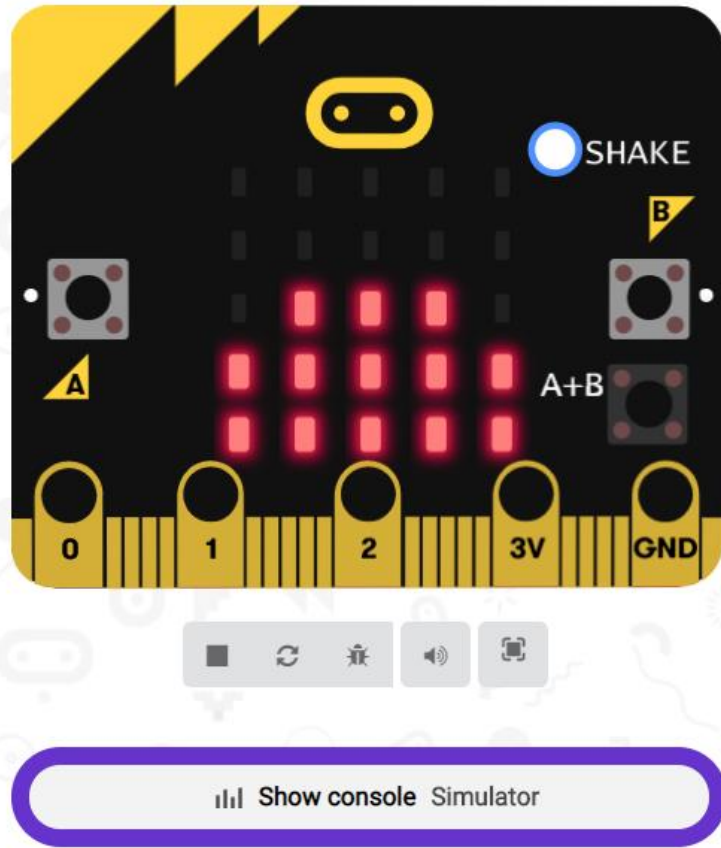 SHAKE
B
A
A+B
0 1 2 3V GND
Show console Simulator